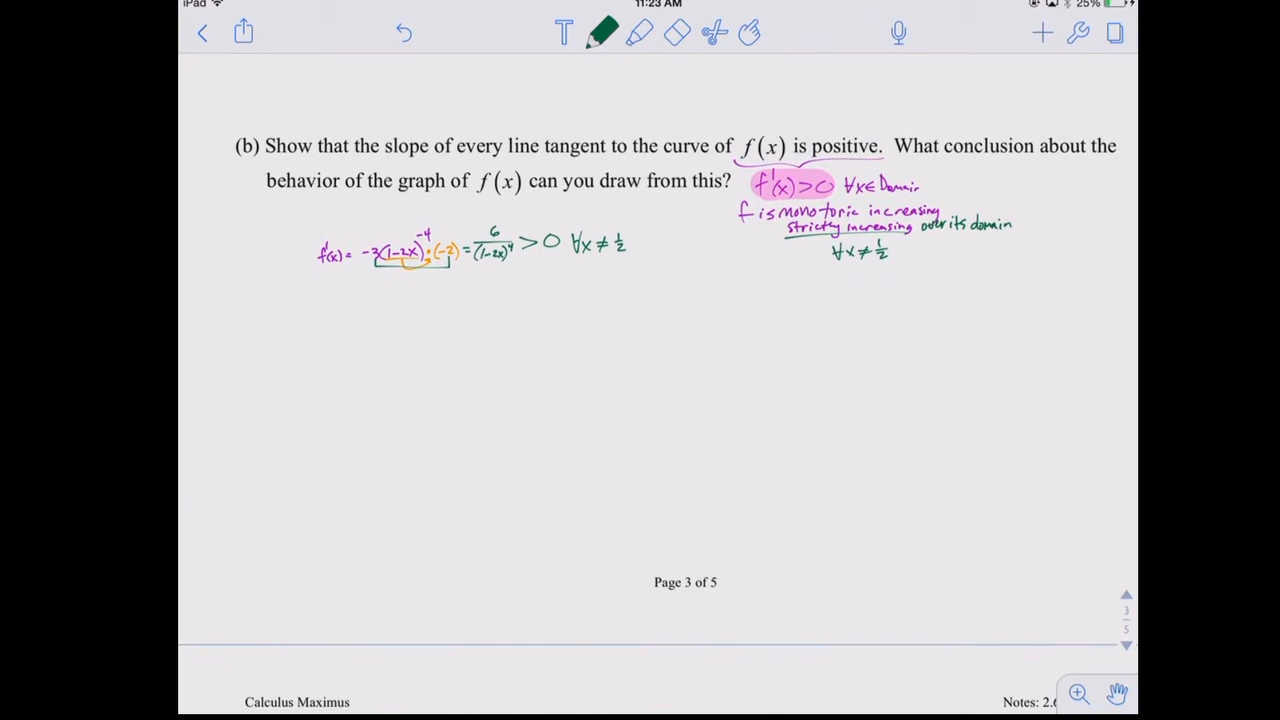 iPad
11:23 AM
25%
(b) Show that the slope of every line tangent to the curve of f(x) is positive. What conclusion about the
behavior of the graph of f(x) can you draw from this? f'(x)>0 ∀x∈Domain
f is monotonic increasing
strictly increasing over its domain
∀x≠1/2
f'(x) = -3(1-2x)^-4·(-2) = 6/(1-2x)^4 > 0 ∀x≠1/2
Page 3 of 5
3
5
Calculus Maximus
Notes: 2.